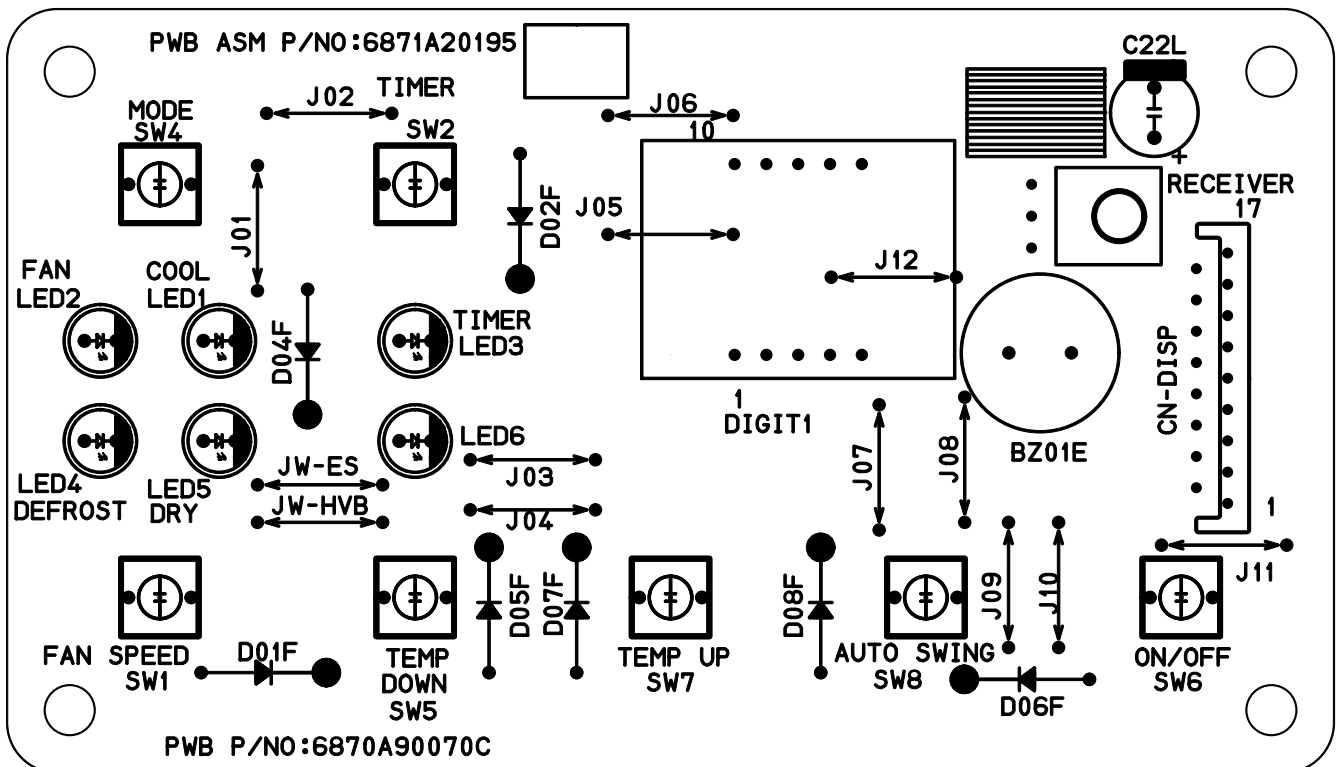 PWB ASM P/NO:6871A20195
C22L
TIMER
J02
J06
MODE
SW4
SW2
10
+
RECEIVER
17
J01
D02F
J05
J12
FAN
LED2
COOL
LED1
TIMER
LED3
D04F
CN-DISP
1
DIGIT1
LED6
J07
J08
BZ01E
JW-ES
J03
LED4
DEFROST
LED5
DRY
JW-HVB
J04
1
J11
D05F
D07F
D08F
J09
J10
FAN SPEED
SW1
D01F
TEMP
DOWN
SW5
TEMP UP
SW7
AUTO SWING
SW8
ON/OFF
SW6
D06F
PWB P/NO:6870A90070C